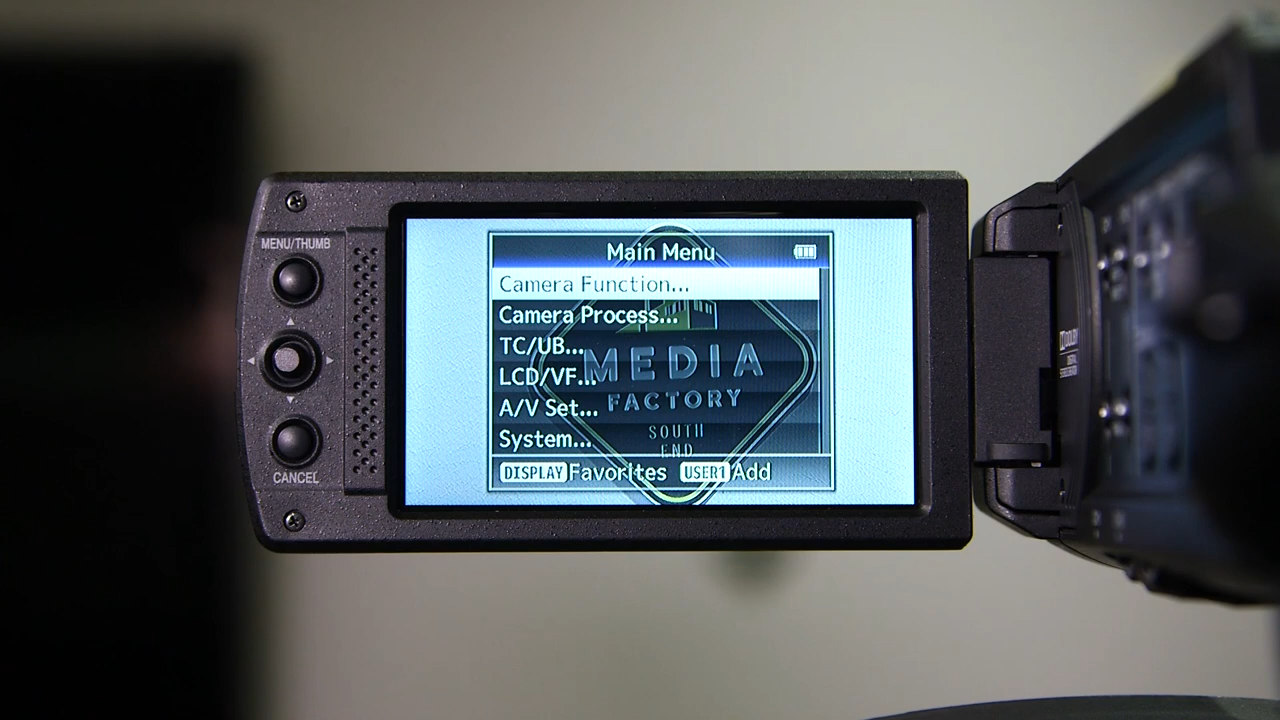 MENU/THUMB
CANCEL
Main Menu
Camera Function...
Camera Process...
TC/UB...
LCD/VF...
A/V Set...
System...
DISPLAY Favorites USER1 Add
MEDIA
FACTORY
SOUTH
END